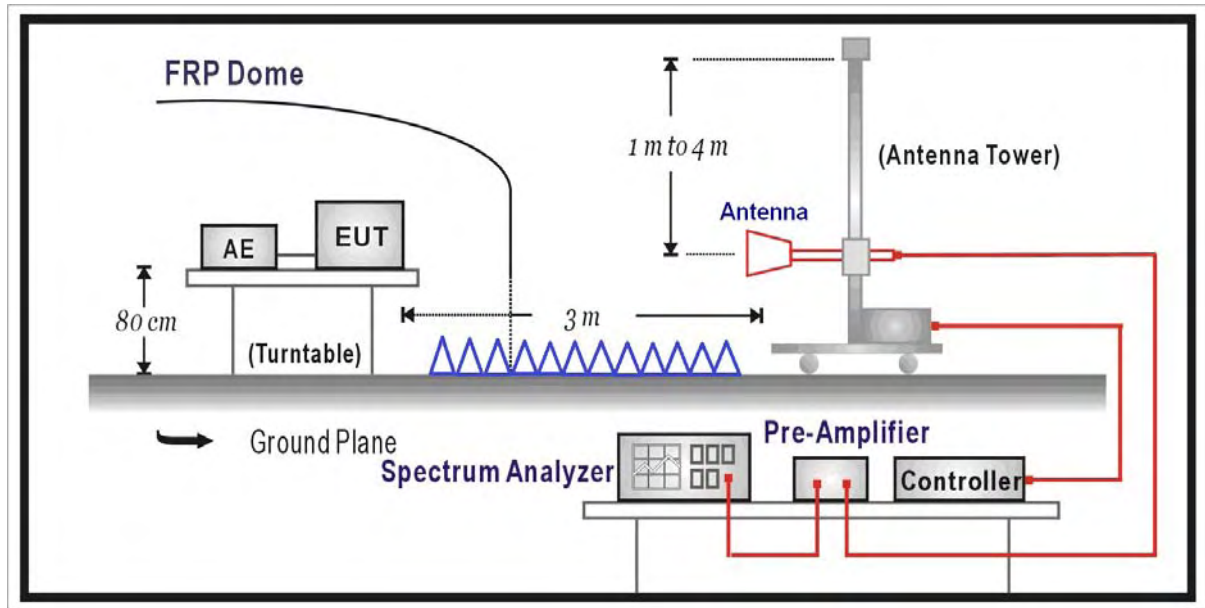 FRP Dome
1 m to 4 m
(Antenna Tower)
Antenna
AE
EUT
80 cm
3 m
(Turntable)
Ground Plane
Pre-Amplifier
Spectrum Analyzer
Controller